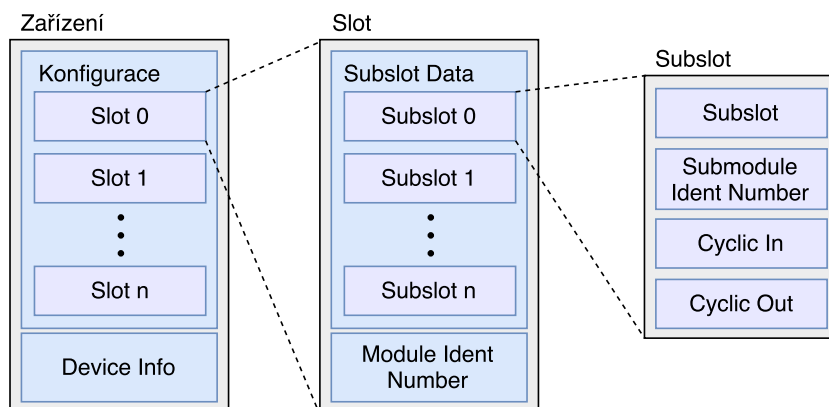 Zařízení
Konfigurace
Slot 0
Slot 1
Slot n
Device Info
Slot
Subslot Data
Subslot 0
Subslot 1
Subslot n
Module Ident
Number
Subslot
Subslot
Submodule
Ident Number
Cyclic In
Cyclic Out